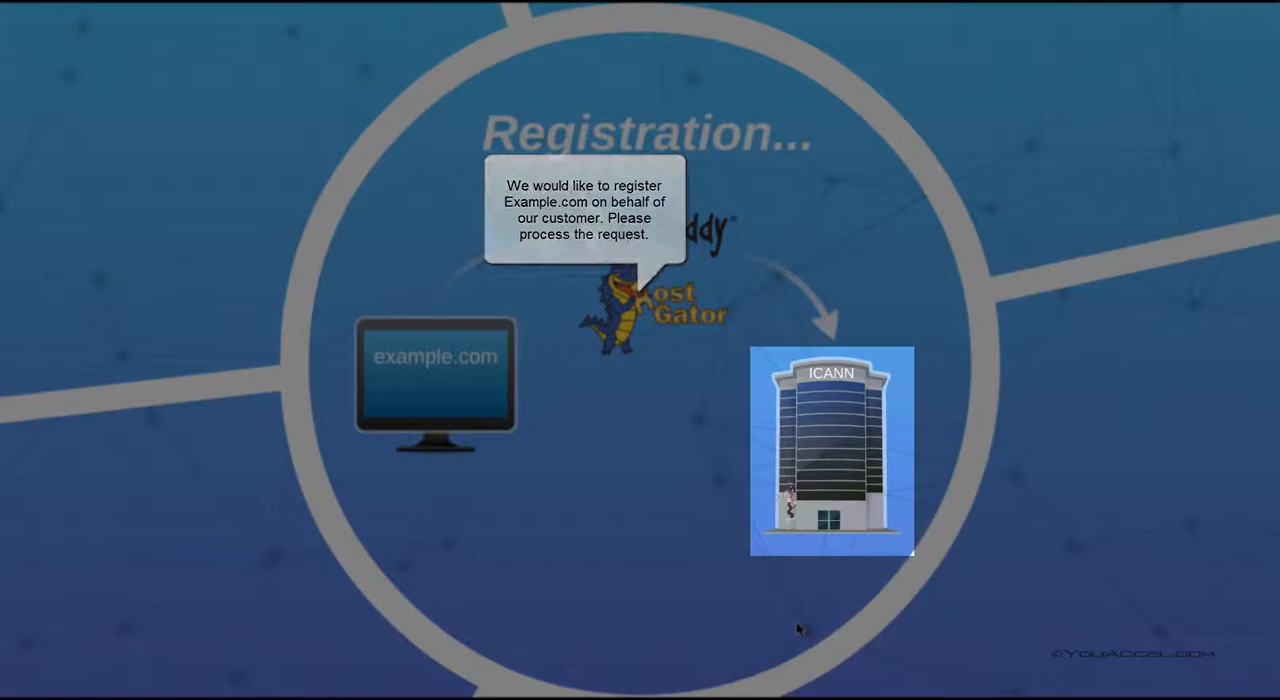 Registration...
We would like to register
Example.com on behalf of
our customer. Please
process the request.
ddy
Host
Gator
example.com
ICANN
©YouAccel.com